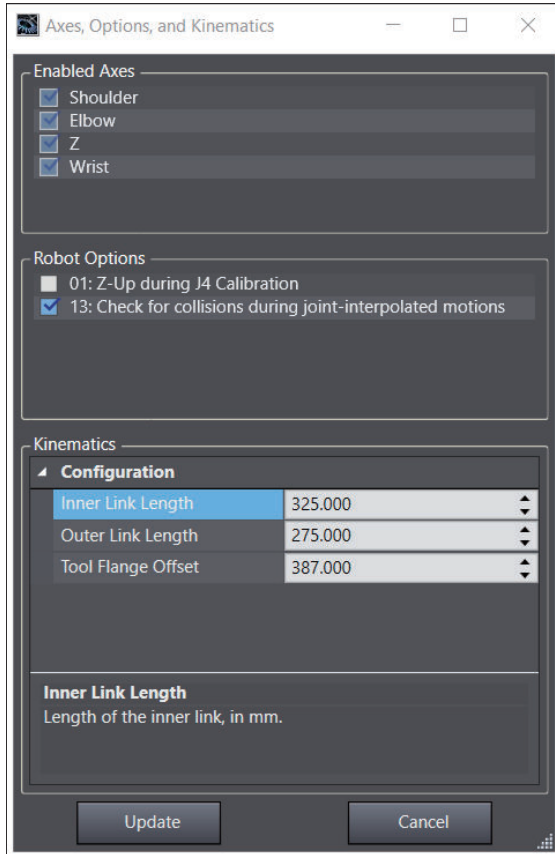 Axes, Options, and Kinematics
Enabled Axes
Shoulder
Elbow
Z
Wrist
Robot Options
01: Z-Up during J4 Calibration
13: Check for collisions during joint-interpolated motions
Kinematics
Configuration
Inner Link Length 325.000
Outer Link Length 275.000
Tool Flange Offset 387.000
Inner Link Length
Length of the inner link, in mm.
Update Cancel